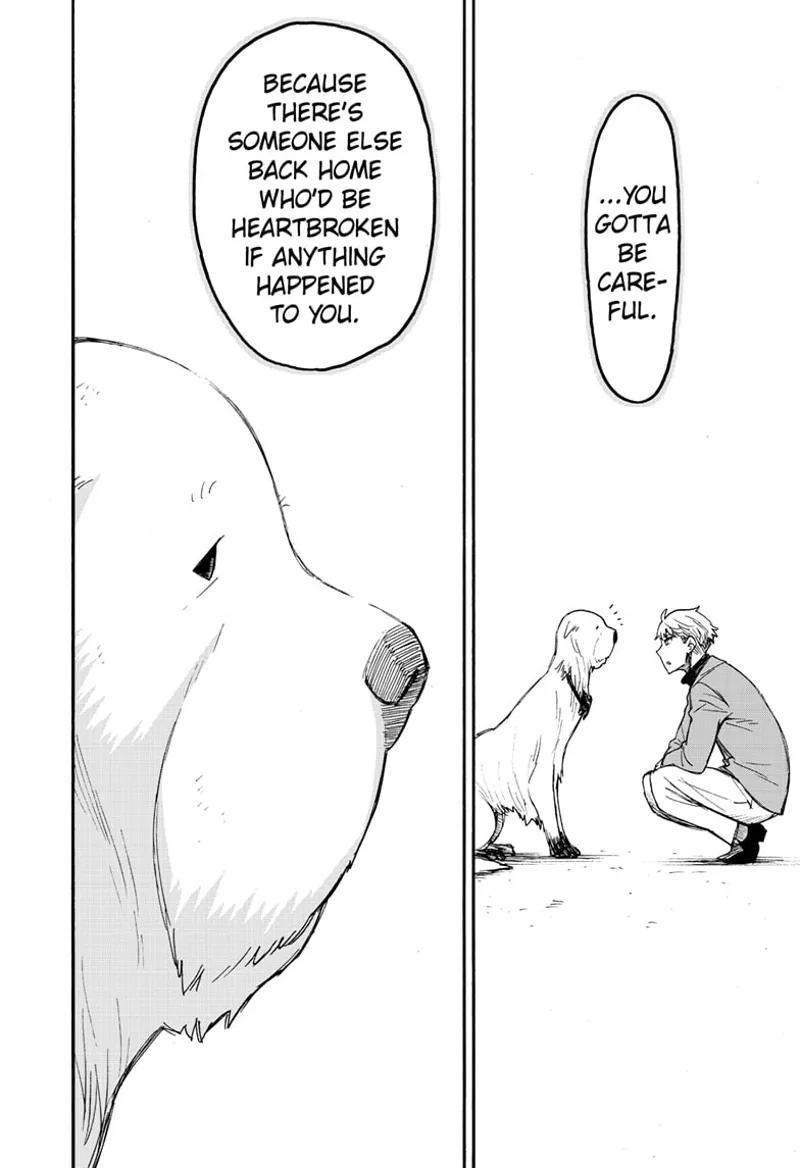 ...YOU
GOTTA
BE
CARE-
FUL.
BECAUSE
THERE'S
SOMEONE ELSE
BACK HOME
WHO'D BE
HEARTBROKEN
IF ANYTHING
HAPPENED
TO YOU.